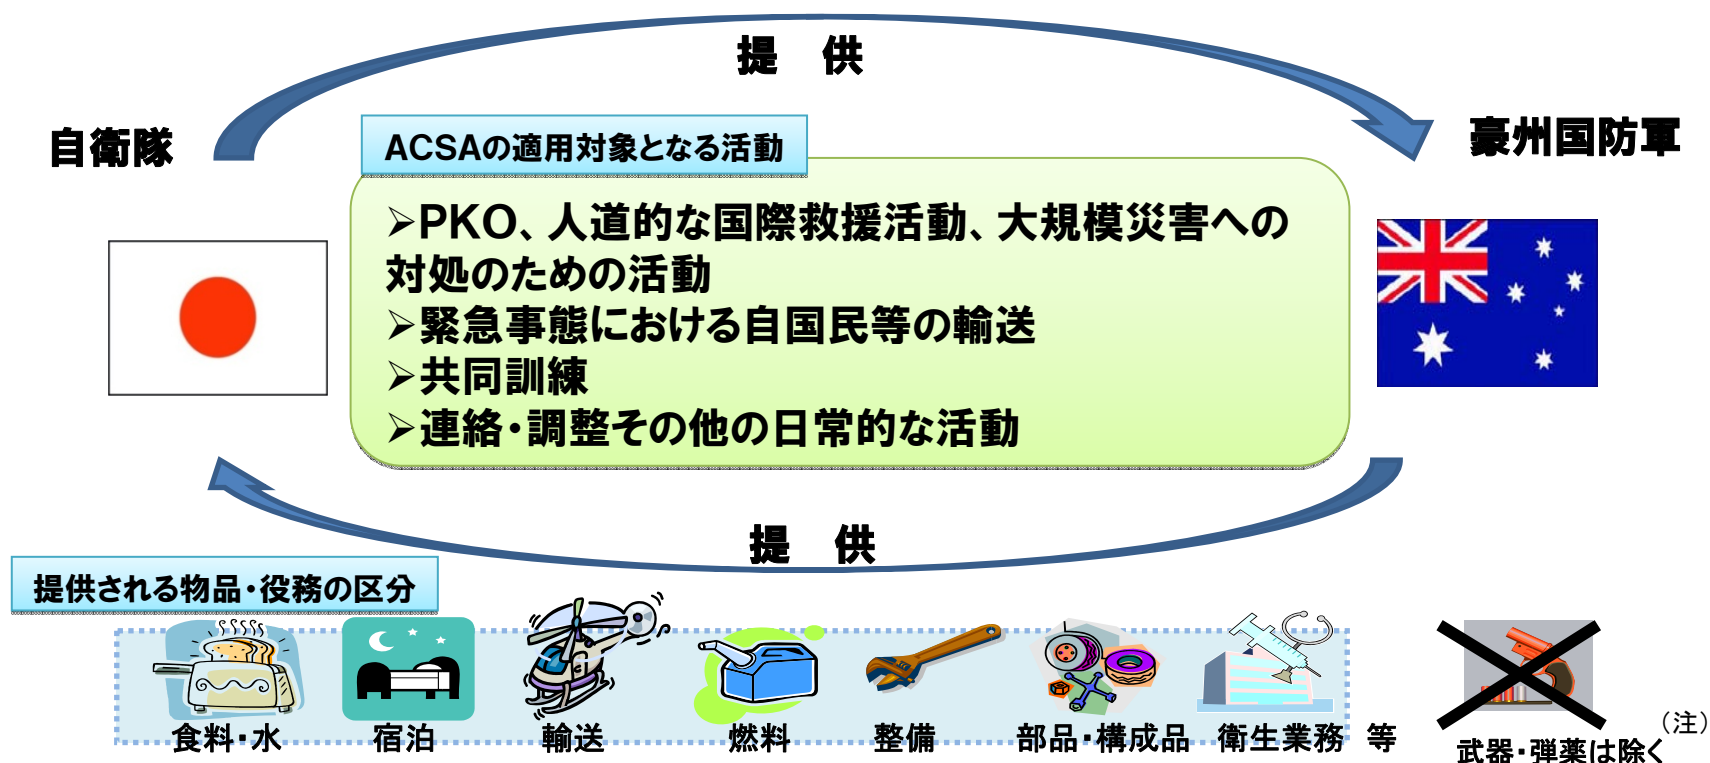 提 供
自衛隊
豪州国防軍
ACSAの適用対象となる活動
➢PKO、人道的な国際救援活動、大規模災害への
対処のための活動
➢緊急事態における自国民等の輸送
➢共同訓練
➢連絡・調整その他の日常的な活動
提 供
提供される物品・役務の区分
食料・水 宿泊 輸送 燃料 整備 部品・構成品 衛生業務 等
武器・弾薬は除く(注)